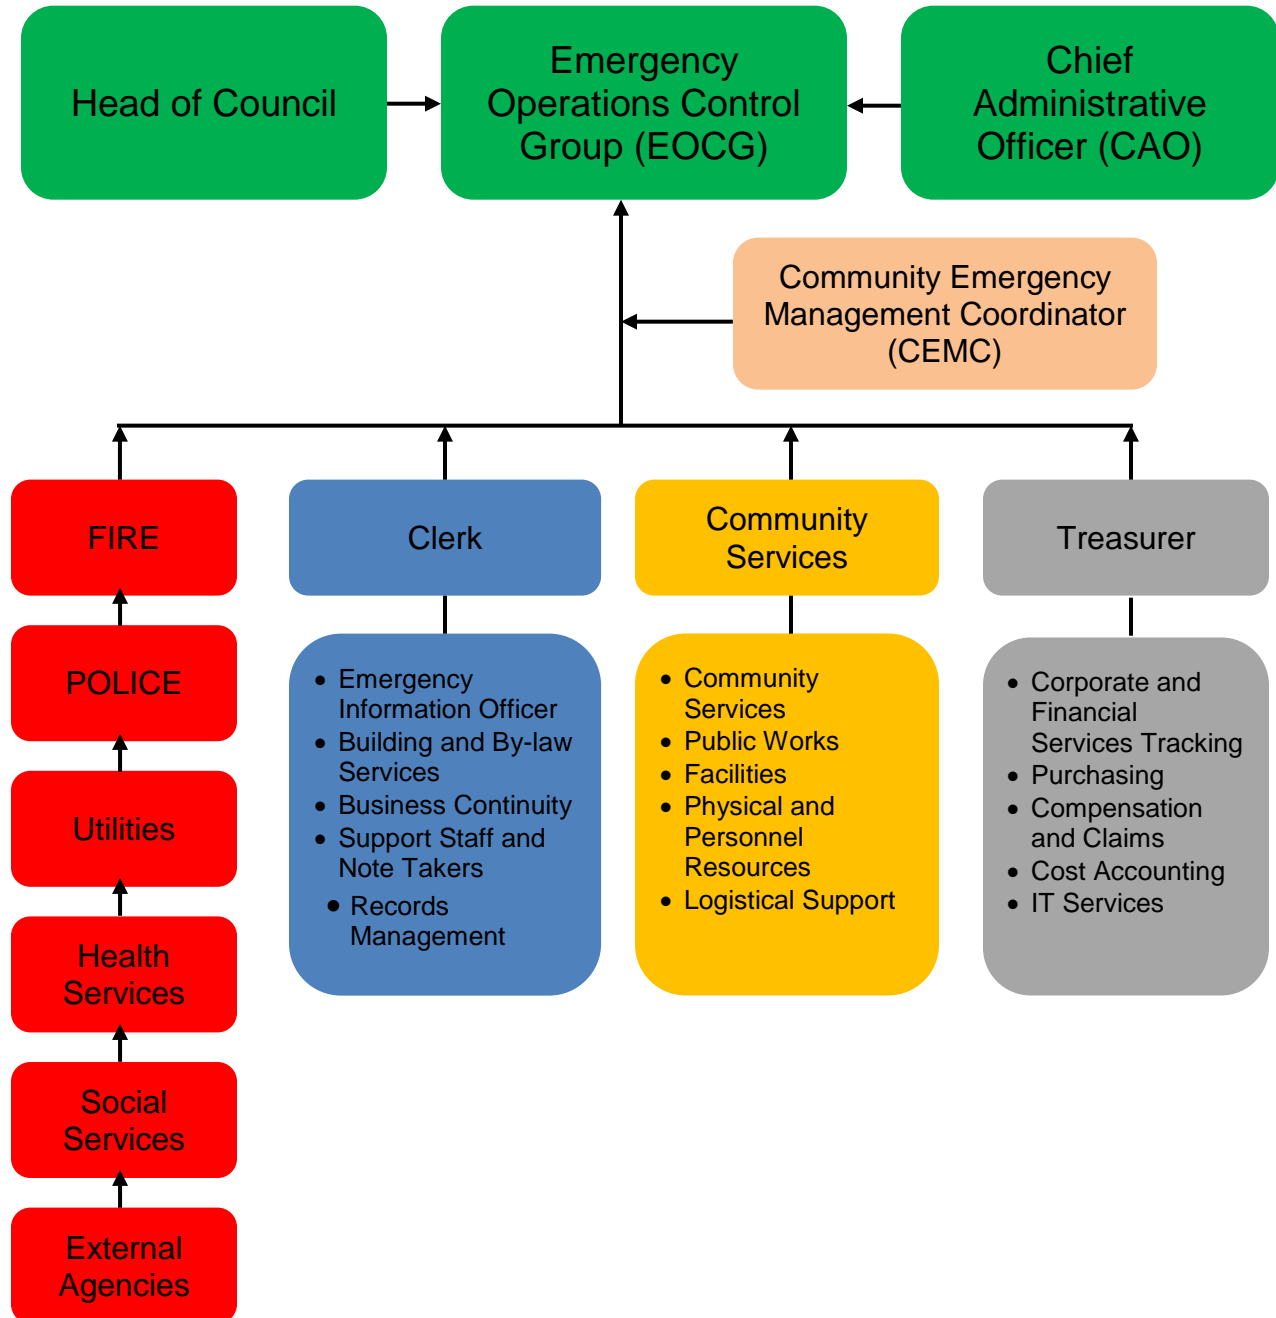 Head of Council
Emergency
Operations Control
Group (EOCG)
Chief
Administrative
Officer (CAO)
Community Emergency
Management Coordinator
(CEMC)
FIRE
POLICE
Utilities
Health
Services
Social
Services
External
Agencies
Clerk
• Emergency
Information Officer
• Building and By-law
Services
• Business Continuity
• Support Staff and
Note Takers
• Records
Management
Community
Services
• Community
Services
• Public Works
• Facilities
• Physical and
Personnel
Resources
• Logistical Support
Treasurer
• Corporate and
Financial
Services Tracking
• Purchasing
• Compensation
and Claims
• Cost Accounting
• IT Services